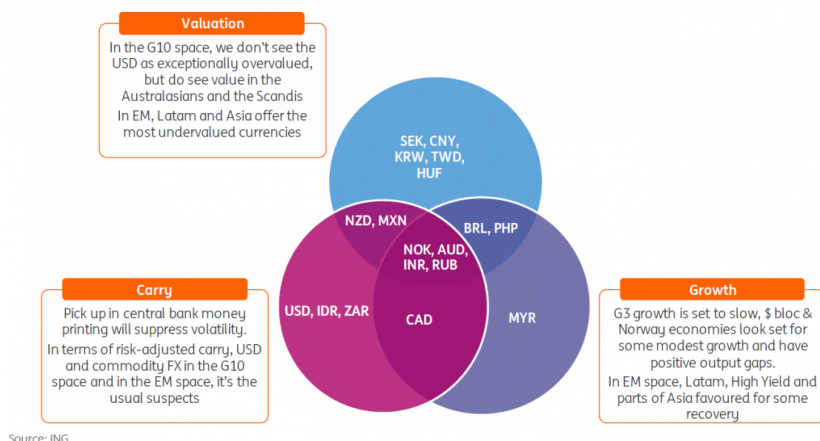 Valuation
In the G10 space, we don't see the
USD as exceptionally overvalued,
but do see value in the
Australasians and the Scandis
In EM, Latam and Asia offer the
most undervalued currencies
SEK, CNY,
KRW, TWD,
HUF
NZD, MXN
BRL, PHP
NOK, AUD,
INR, RUB
USD, IDR, ZAR
CAD
MYR
Carry
Pick up in central bank money
printing will suppress volatility.
In terms of risk-adjusted carry, USD
and commodity FX in the G10
space and in the EM space, it's the
usual suspects
Growth
G3 growth is set to slow, $ bloc &
Norway economies look set for
some modest growth and have
positive output gaps.
In EM space, Latam, High Yield and
parts of Asia favoured for some
recovery
Source: ING